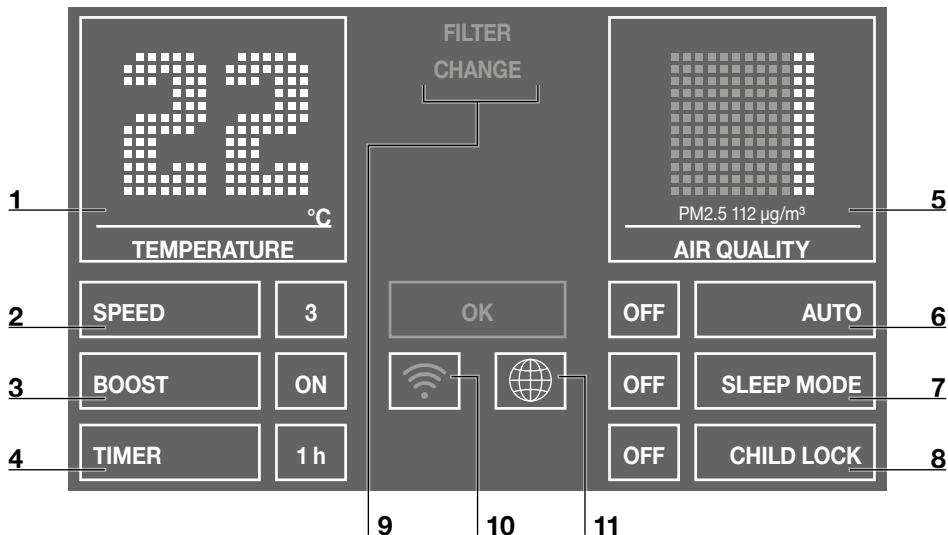 FILTER
CHANGE
22
°C
TEMPERATURE
PM2.5 112 µg/m³
AIR QUALITY
1
5
SPEED 3
OK
OFF AUTO
2
6
BOOST ON
OFF SLEEP MODE
3
7
TIMER 1 h
OFF CHILD LOCK
4
8
9 10 11